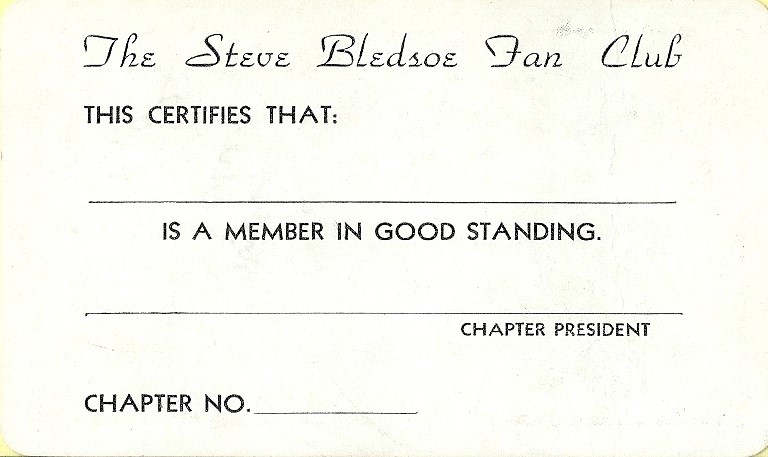 The Steve Bledsoe Fan Club
THIS CERTIFIES THAT:
IS A MEMBER IN GOOD STANDING.
CHAPTER PRESIDENT
CHAPTER NO.